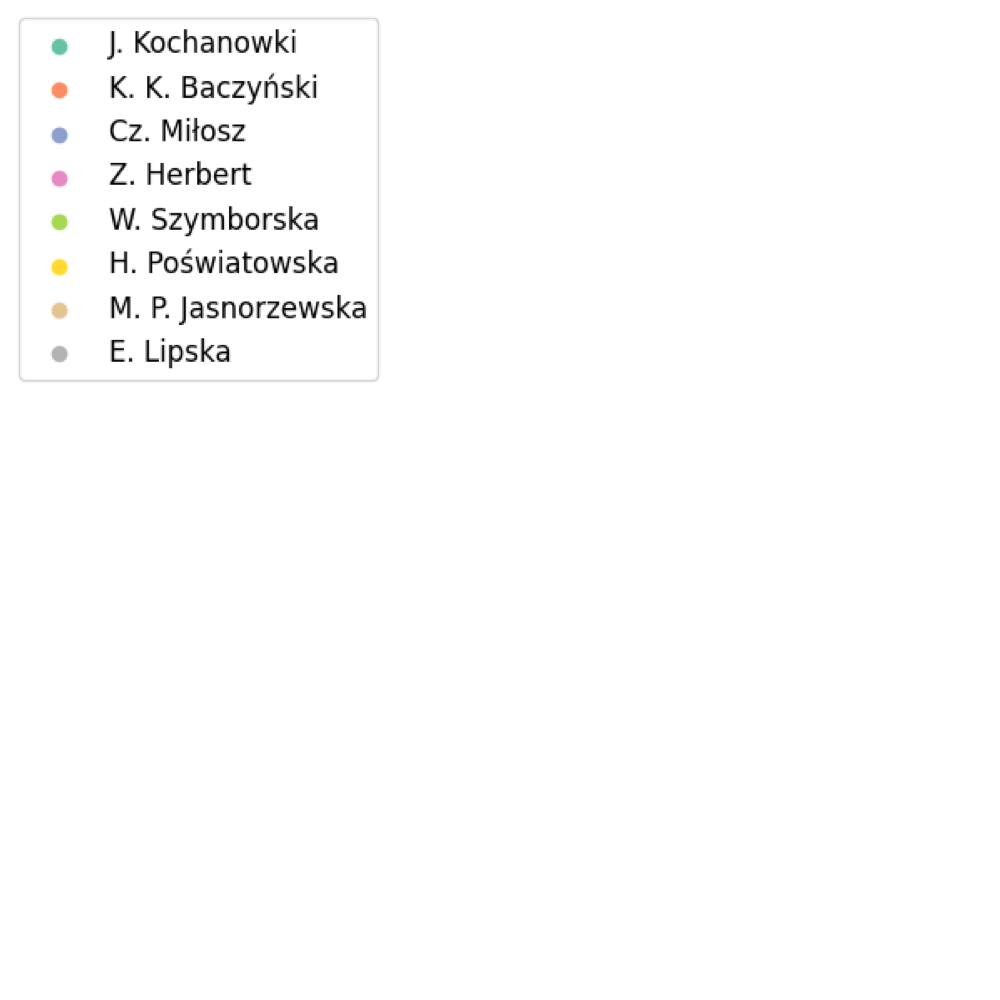 J. Kochanowki
K. K. Baczyński
Cz. Miłosz
Z. Herbert
W. Szymborska
H. Poświatowska
M. P. Jasnorzewska
E. Lipska